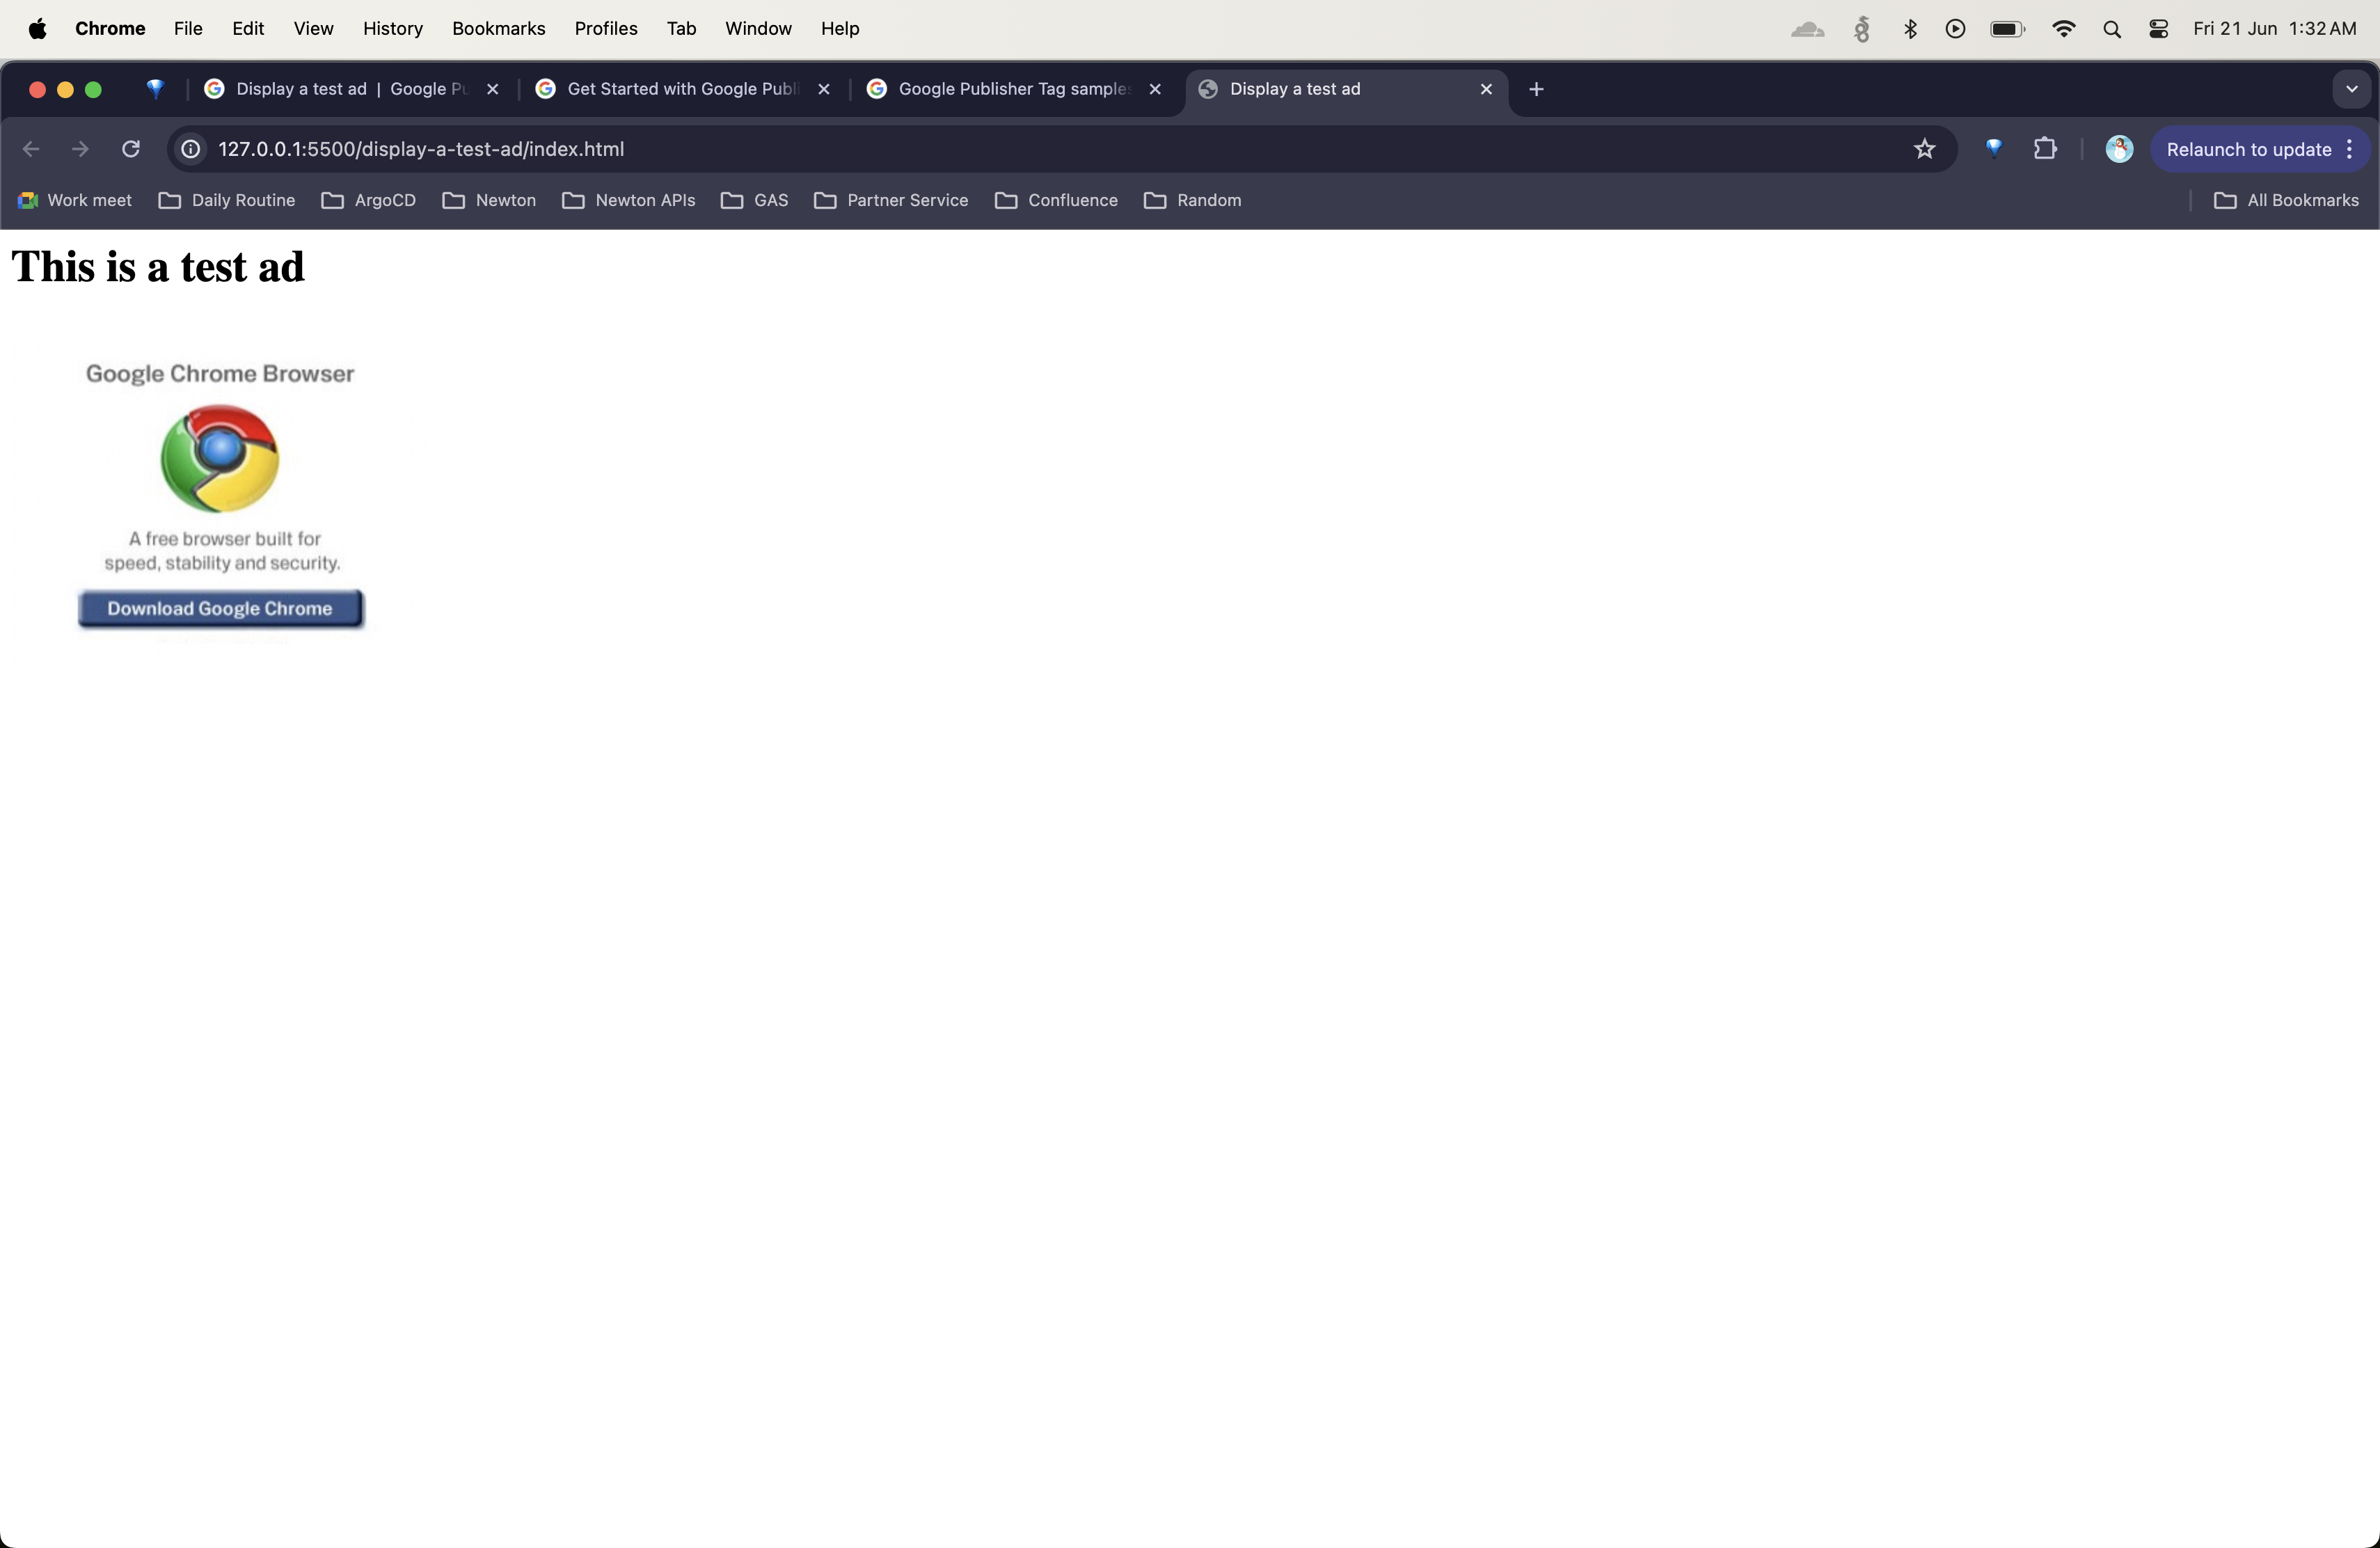 Chrome File Edit View History Bookmarks Profiles Tab Window Help Fri 21 Jun 1:32 AM
Display a test ad | Google Pu Get Started with Google Publi Google Publisher Tag sample Display a test ad
127.0.0.1:5500/display-a-test-ad/index.html Relaunch to update
Work meet Daily Routine ArgoCD Newton Newton APIs GAS Partner Service Confluence Random All Bookmarks
This is a test ad
Google Chrome Browser
A free browser built for
speed, stability and security.
Download Google Chrome